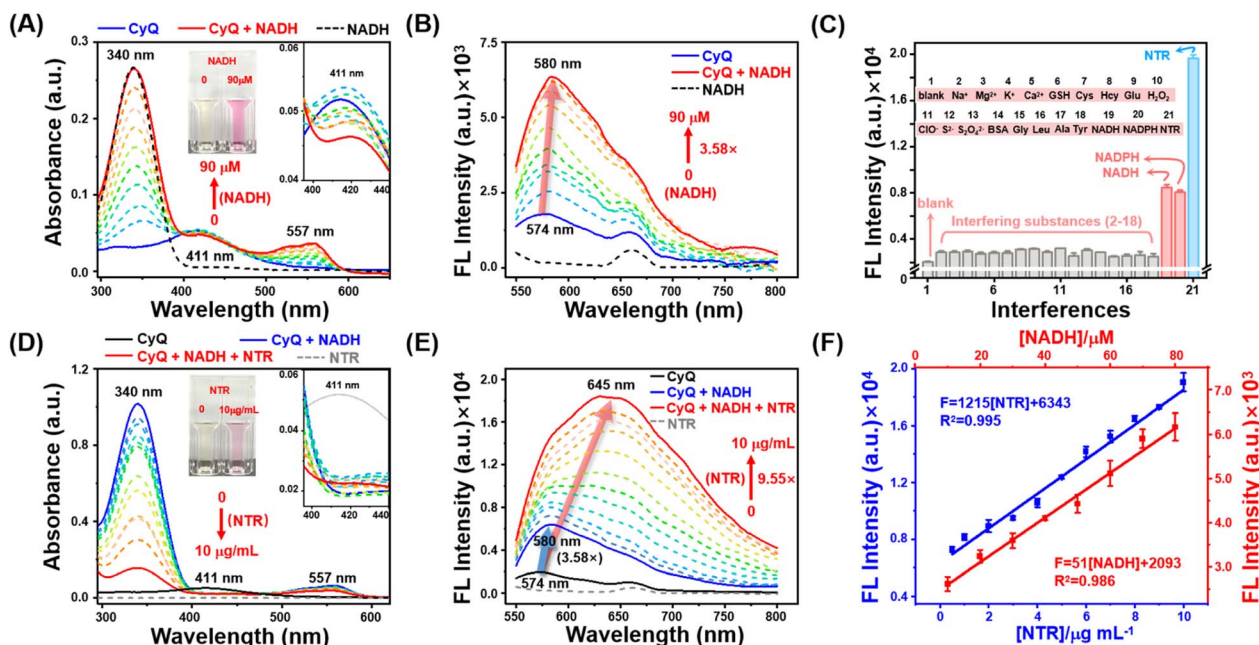 (A)
CyQ
CyQ + NADH
NADH
Absorbance (a.u.)
0.3
0.2
0.1
0.0
340 nm
NADH
0 90μM
90 μM
(NADH)
0
411 nm
557 nm
300 400 500 600
Wavelength (nm)
0.06
0.05
0.04
411 nm
400 420 440
(B)
FL Intensity (a.u.)×10³
7.5
5.0
2.5
0.0
580 nm
574 nm
CyQ
CyQ + NADH
NADH
90 μM
3.58×
0
(NADH)
550 600 650 700 750 800
Wavelength (nm)
(C)
FL Intensity (a.u.)×10⁴
2.0
1.6
1.2
0.8
0.4
0
NTR
1 2 3 4 5 6 7 8 9 10
blank Na⁺ Mg²⁺ K⁺ Ca²⁺ GSH Cys Hcy Glu H₂O₂
11 12 13 14 15 16 17 18 19 20 21
ClO⁻ S²⁻ S₂O₄²⁻ BSA Gly Leu Ala Tyr NADH NADPH NTR
NADPH
NADH
blank
Interfering substances (2-18)
1 6 11 16 21
Interferences
(D)
CyQ
CyQ + NADH
CyQ + NADH + NTR
NTR
Absorbance (a.u.)
1.2
0.9
0.6
0.3
0.0
340 nm
NTR
0 10μg/mL
0
(NTR)
10 μg/mL
411 nm
557 nm
300 400 500 600
Wavelength (nm)
0.06
0.04
0.02
411 nm
400 420 440
(E)
FL Intensity (a.u.)×10⁴
2.0
1.6
1.2
0.8
0.4
0.0
645 nm
580 nm
(3.58×)
574 nm
CyQ
CyQ + NADH
CyQ + NADH + NTR
NTR
10 μg/mL
(NTR)
9.55×
0
550 600 650 700 750 800
Wavelength (nm)
(F)
[NADH]/μM
0 20 40 60 80
FL Intensity (a.u.)×10⁴
2.0
1.6
1.2
0.8
0.4
F=1215[NTR]+6343
R²=0.995
F=51[NADH]+2093
R²=0.986
7.0
6.0
5.0
4.0
3.0
FL Intensity (a.u.)×10³
0 2 4 6 8 10
[NTR]/μg mL⁻¹